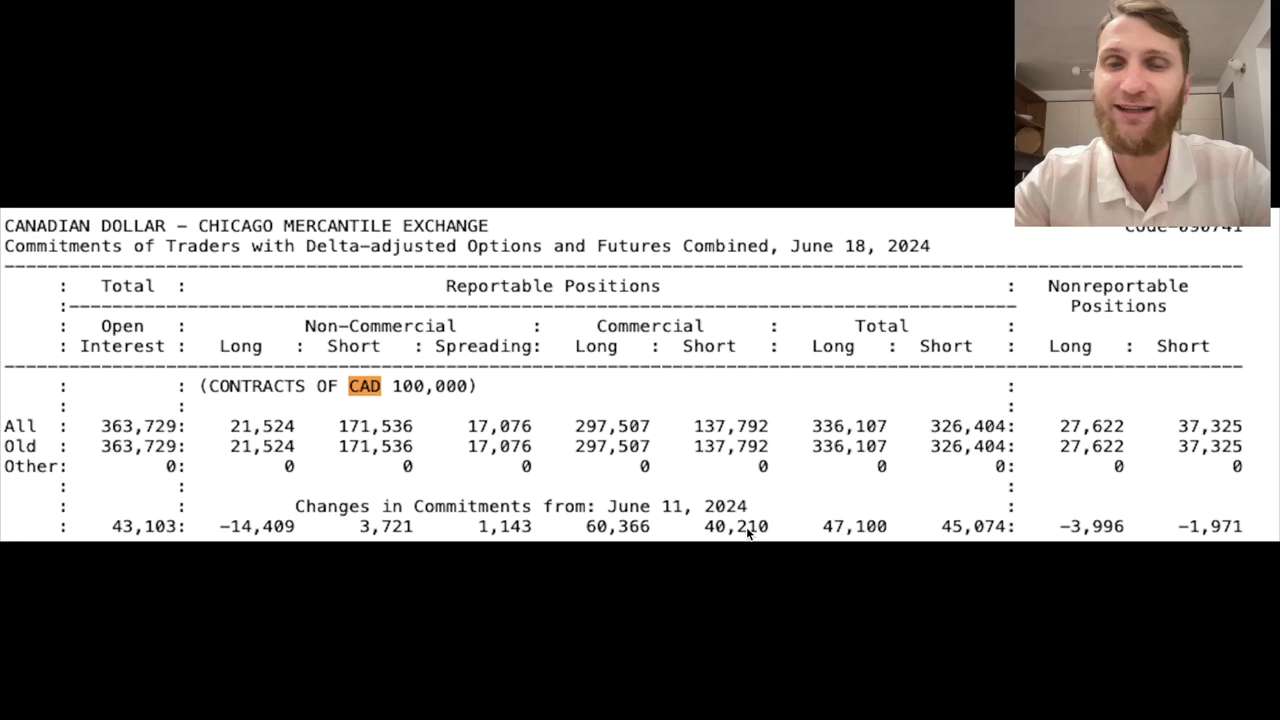 CANADIAN DOLLAR – CHICAGO MERCANTILE EXCHANGE
Commitments of Traders with Delta–adjusted Options and Futures Combined, June 18, 2024
: Total : Reportable Positions : Nonreportable
Positions
: Open : Non–Commercial : Commercial : Total :
: Interest : Long : Short : Spreading: Long : Short : Long : Short : Long : Short
: : (CONTRACTS OF CAD 100,000) :
All : 363,729: 21,524 171,536 17,076 297,507 137,792 336,107 326,404: 27,622 37,325
Old : 363,729: 21,524 171,536 17,076 297,507 137,792 336,107 326,404: 27,622 37,325
Other: 0: 0 0 0 0 0 0 0: 0 0
: : Changes in Commitments from: June 11, 2024 :
: 43,103: –14,409 3,721 1,143 60,366 40,210 47,100 45,074: –3,996 –1,971